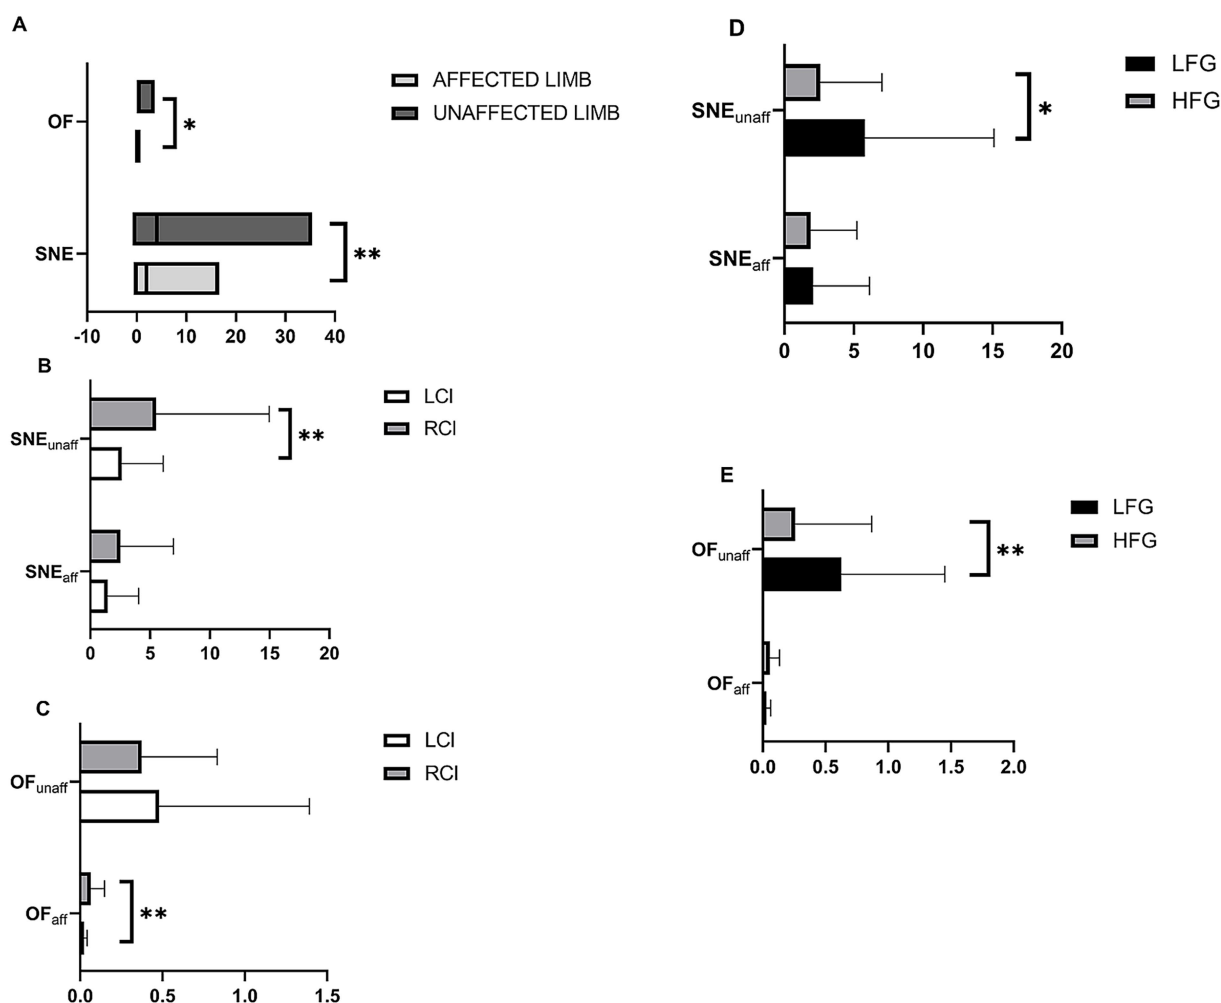 A
AFFECTED LIMB
UNAFFECTED LIMB
OF
*
SNE
**
-10 0 10 20 30 40
B
LCI
RCI
SNEunaff
**
SNEaff
0 5 10 15 20
C
LCI
RCI
OFunaff
OFaff
**
0.0 0.5 1.0 1.5
D
LFG
HFG
SNEunaff
*
SNEaff
0 5 10 15 20
E
LFG
HFG
OFunaff
**
OFaff
0.0 0.5 1.0 1.5 2.0